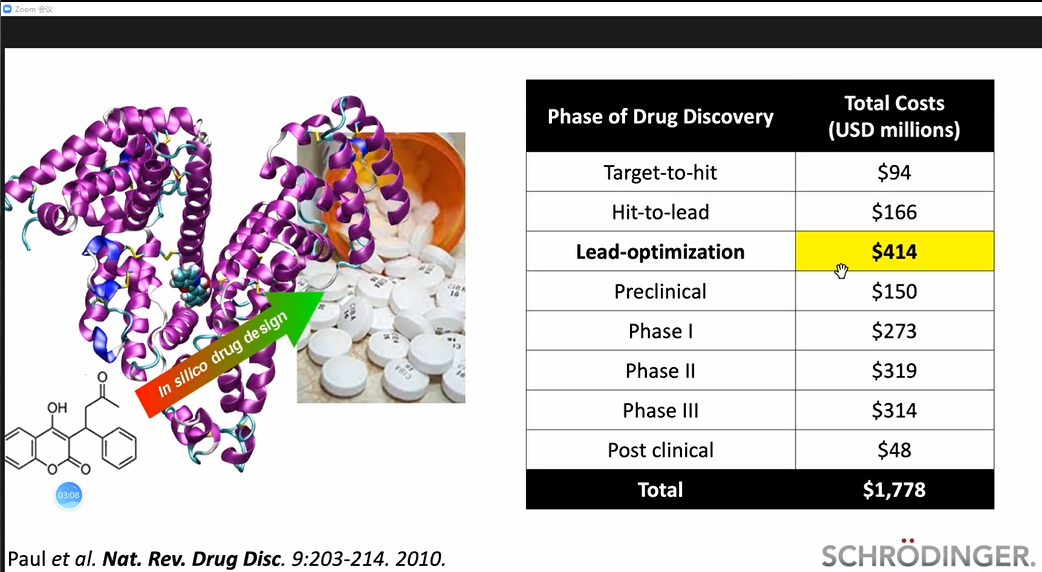 Zoom 会议
Phase of Drug Discovery
Total Costs
(USD millions)
Target-to-hit
$94
Hit-to-lead
$166
Lead-optimization
$414
Preclinical
$150
Phase I
$273
Phase II
$319
Phase III
$314
Post clinical
$48
Total
$1,778
In silico drug design
O
OH
O
O
03:08
CIBA
Paul et al. Nat. Rev. Drug Disc. 9:203-214. 2010.
SCHRÖDINGER.